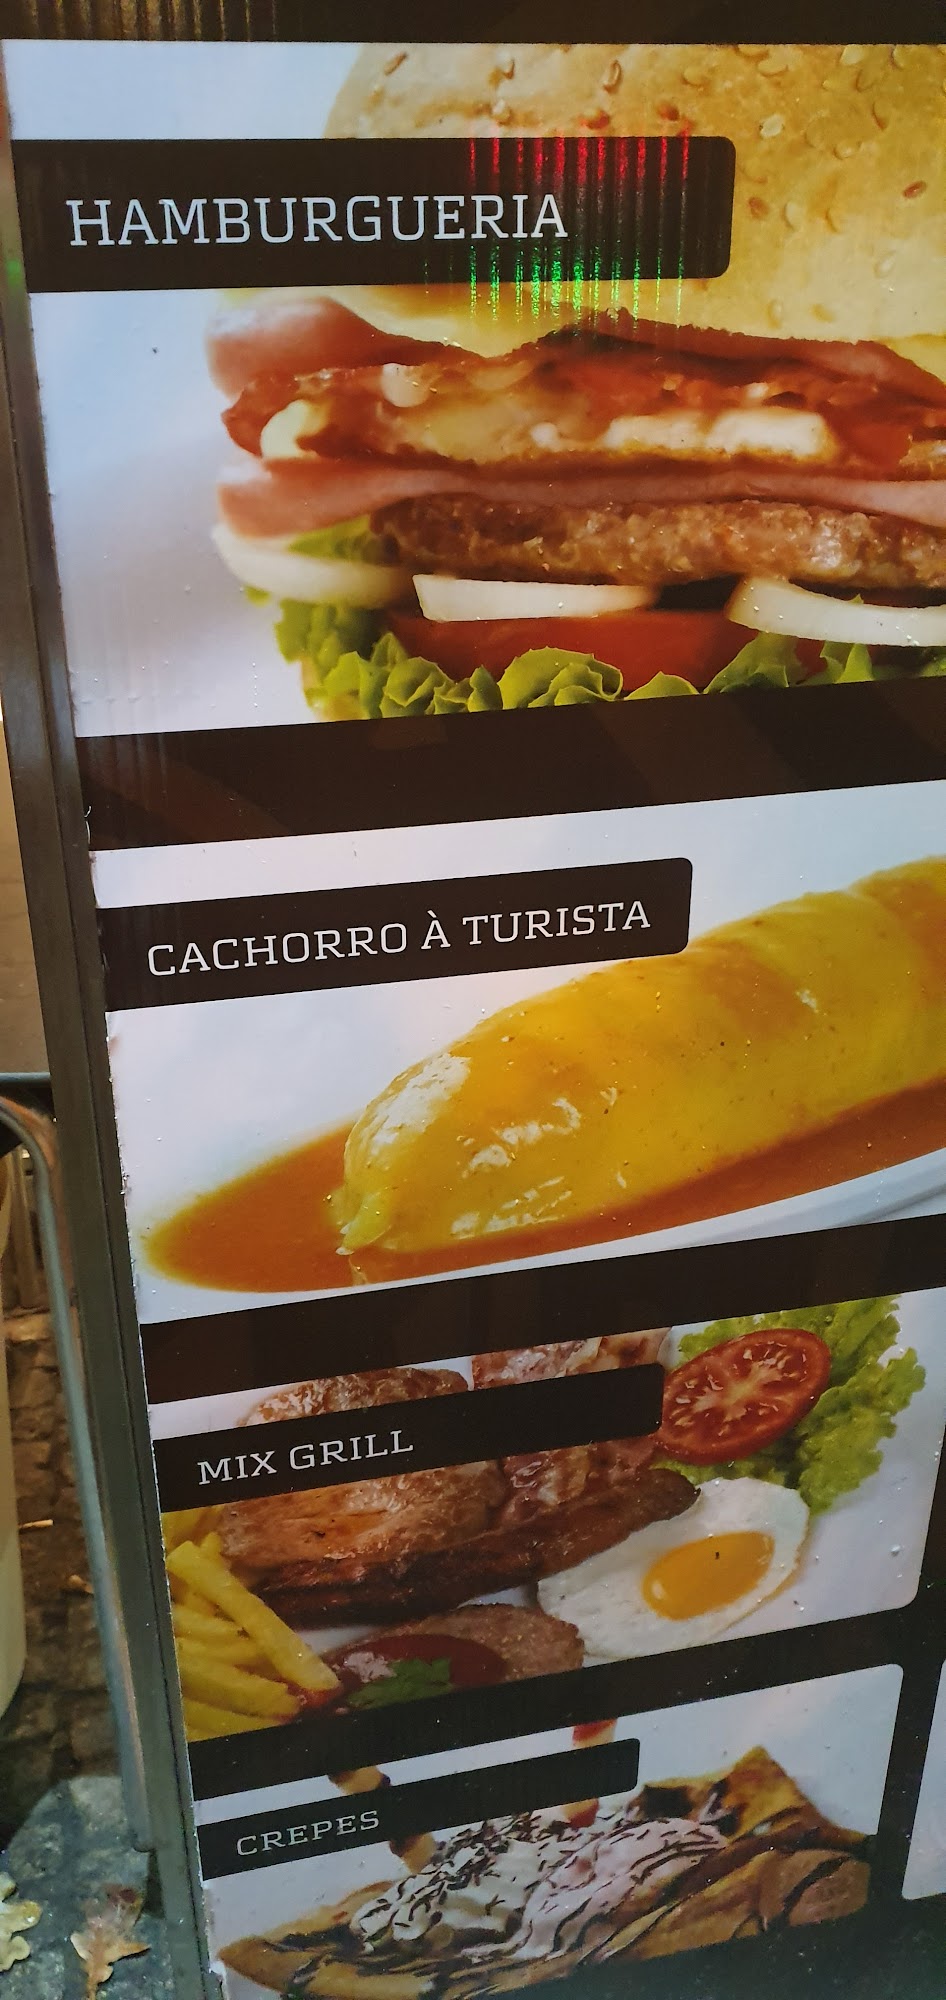 HAMBURGUERIA
CACHORRO À TURISTA
MIX GRILL
CREPES